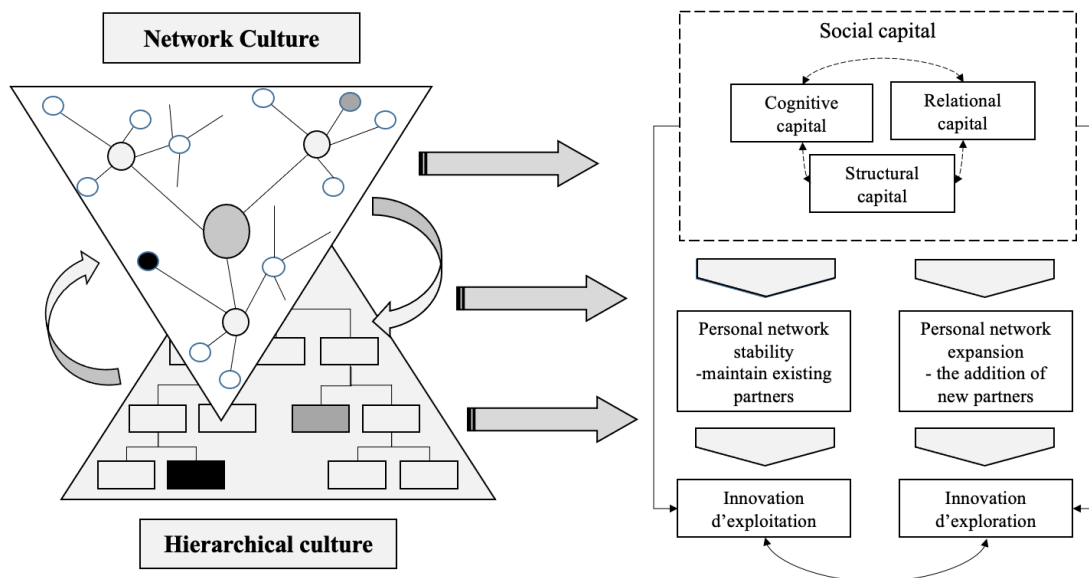 Network Culture
Hierarchical culture
Social capital
Cognitive
capital
Relational
capital
Structural
capital
Personal network
stability
-maintain existing
partners
Personal network
expansion
- the addition of
new partners
Innovation
d’exploitation
Innovation
d’exploration